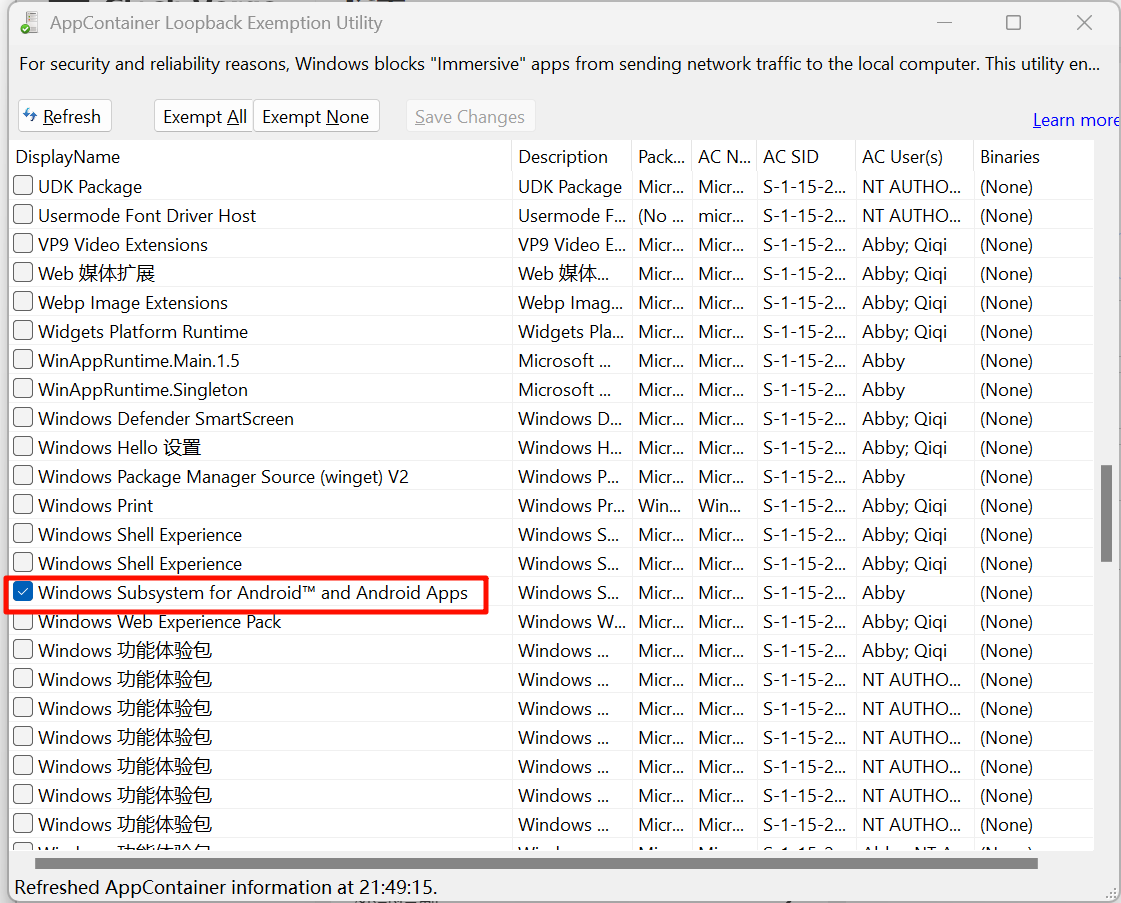 AppContainer Loopback Exemption Utility
For security and reliability reasons, Windows blocks "Immersive" apps from sending network traffic to the local computer. This utility en...
Refresh Exempt All Exempt None Save Changes Learn more
DisplayName Description Pack... AC N... AC SID AC User(s) Binaries
UDK Package UDK Package Micr... Micr... S-1-15-2... NT AUTHO... (None)
Usermode Font Driver Host Usermode F... (No ... micr... S-1-15-2... NT AUTHO... (None)
VP9 Video Extensions VP9 Video E... Micr... Micr... S-1-15-2... Abby; Qiqi (None)
Web 媒体扩展 Web 媒体... Micr... Micr... S-1-15-2... Abby; Qiqi (None)
Webp Image Extensions Webp Imag... Micr... Micr... S-1-15-2... Abby; Qiqi (None)
Widgets Platform Runtime Widgets Pla... Micr... Micr... S-1-15-2... Abby; Qiqi (None)
WinAppRuntime.Main.1.5 Microsoft ... Micr... Micr... S-1-15-2... Abby (None)
WinAppRuntime.Singleton Microsoft ... Micr... Micr... S-1-15-2... Abby (None)
Windows Defender SmartScreen Windows D... Micr... Micr... S-1-15-2... Abby; Qiqi (None)
Windows Hello 设置 Windows H... Micr... Micr... S-1-15-2... Abby; Qiqi (None)
Windows Package Manager Source (winget) V2 Windows P... Micr... Micr... S-1-15-2... Abby (None)
Windows Print Windows Pr... Win... Win... S-1-15-2... Abby; Qiqi (None)
Windows Shell Experience Windows S... Micr... Micr... S-1-15-2... Abby; Qiqi (None)
Windows Shell Experience Windows S... Micr... Micr... S-1-15-2... Abby; Qiqi (None)
Windows Subsystem for Android™ and Android Apps Windows S... Micr... Micr... S-1-15-2... Abby (None)
Windows Web Experience Pack Windows W... Micr... Micr... S-1-15-2... Abby; Qiqi (None)
Windows 功能体验包 Windows ... Micr... Micr... S-1-15-2... Abby; Qiqi (None)
Windows 功能体验包 Windows ... Micr... Micr... S-1-15-2... NT AUTHO... (None)
Windows 功能体验包 Windows ... Micr... Micr... S-1-15-2... NT AUTHO... (None)
Windows 功能体验包 Windows ... Micr... Micr... S-1-15-2... NT AUTHO... (None)
Windows 功能体验包 Windows ... Micr... Micr... S-1-15-2... NT AUTHO... (None)
Windows 功能体验包 Windows ... Micr... Micr... S-1-15-2... NT AUTHO... (None)
Windows 功能体验包 Windows ... Micr... Micr... S-1-15-2... NT AUTHO... (None)
Refreshed AppContainer information at 21:49:15.